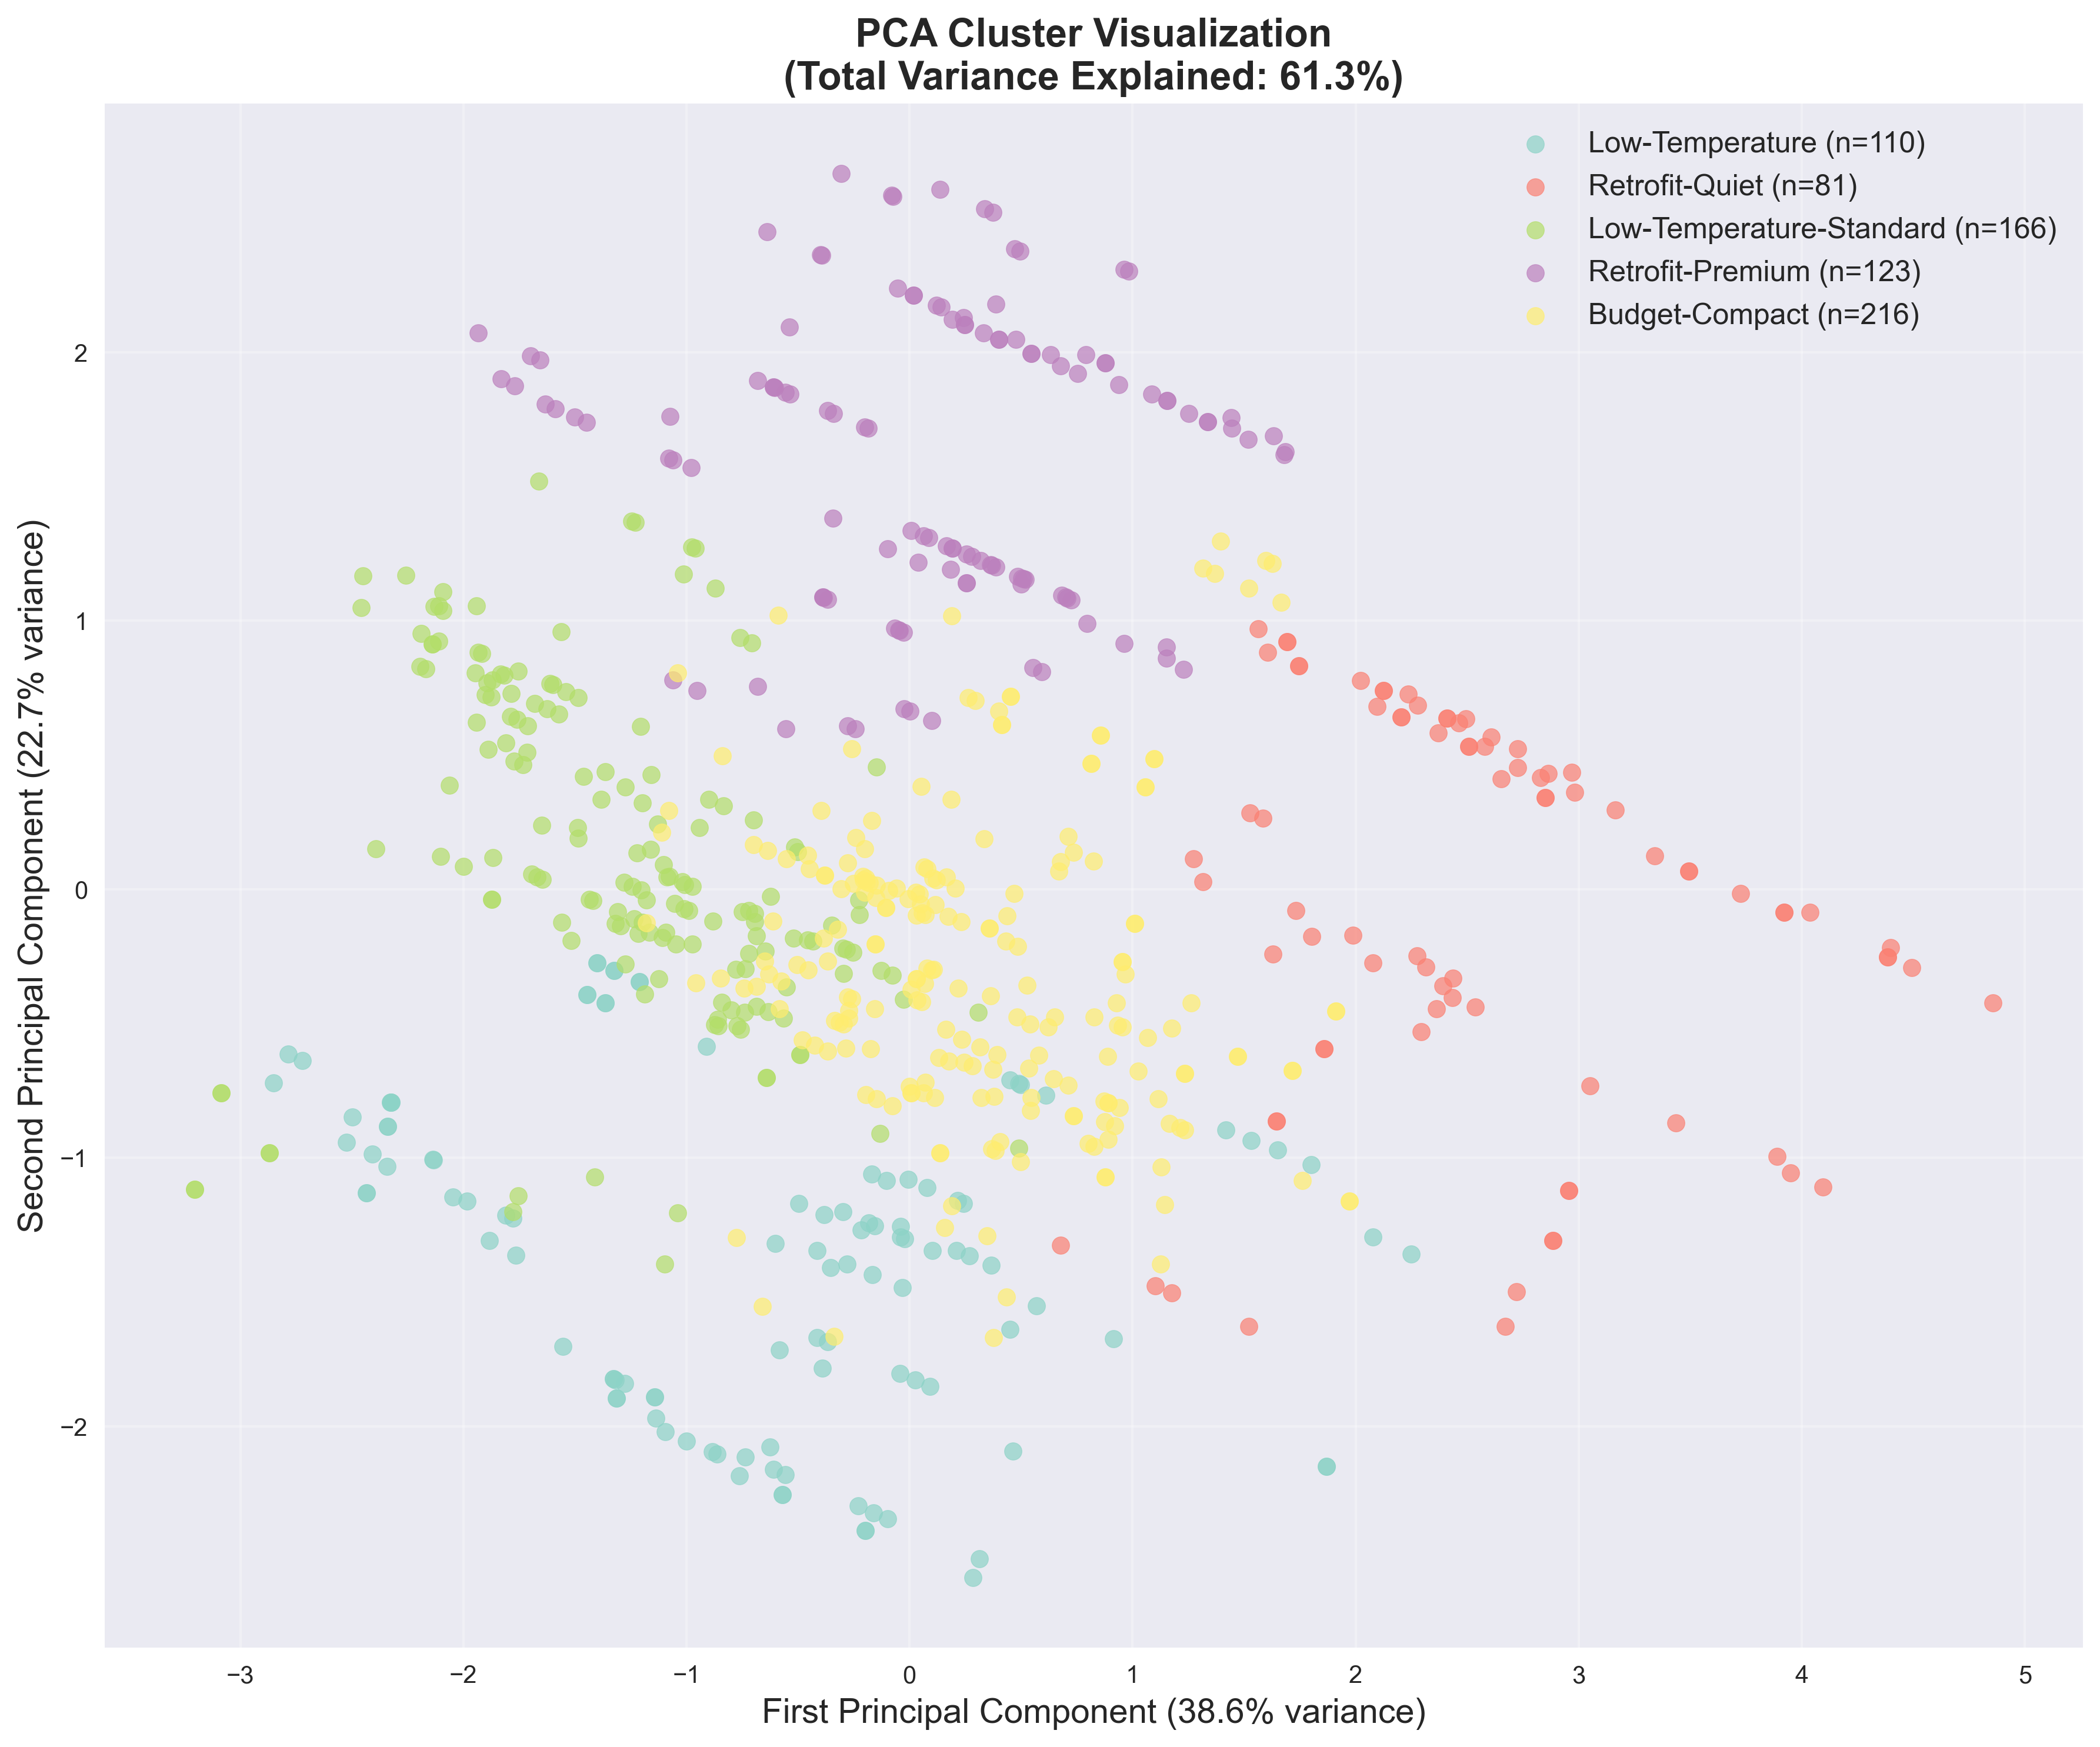 PCA Cluster Visualization
(Total Variance Explained: 61.3%)
Low-Temperature (n=110)
Retrofit-Quiet (n=81)
Low-Temperature-Standard (n=166)
Retrofit-Premium (n=123)
Budget-Compact (n=216)
Second Principal Component (22.7% variance)
2
1
0
−1
−2
−3
−2
−1
0
1
2
3
4
5
First Principal Component (38.6% variance)